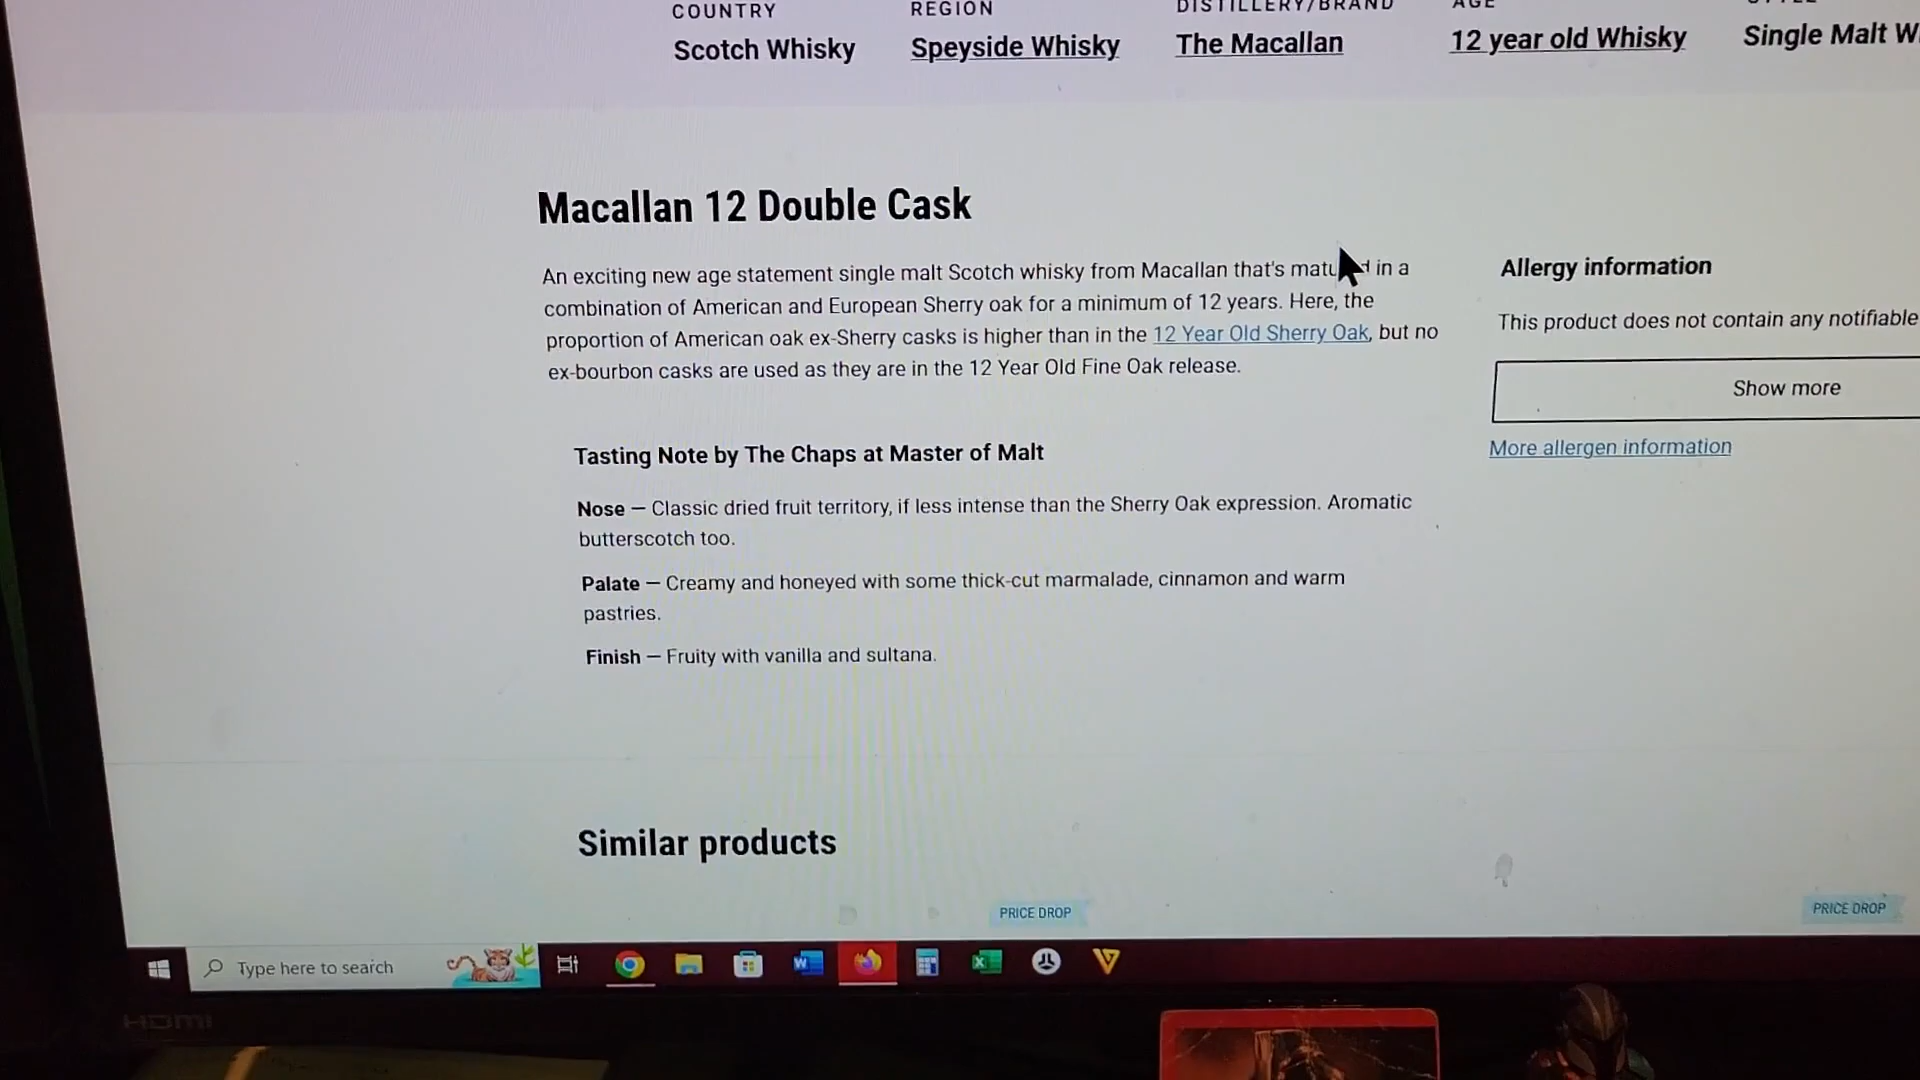 COUNTRY REGION DISTILLERY/BRAND AGE
Scotch Whisky Speyside Whisky The Macallan 12 year old Whisky Single Malt
Macallan 12 Double Cask
An exciting new age statement single malt Scotch whisky from Macallan that's in a
combination of American and European Sherry oak for a minimum of 12 years. Here, the
proportion of American oak ex-Sherry casks is higher than in the 12 Year Old Sherry Oak, but no
ex-bourbon casks are used as they are in the 12 Year Old Fine Oak release.
Allergy information
This product does not contain any notifiable
Show more
More allergen information
Tasting Note by The Chaps at Master of Malt
Nose — Classic dried fruit territory, if less intense than the Sherry Oak expression. Aromatic
butterscotch too.
Palate — Creamy and honeyed with some thick-cut marmalade, cinnamon and warm
pastries.
Finish — Fruity with vanilla and sultana.
Similar products
PRICE DROP PRICE DROP
Type here to search
HDMI